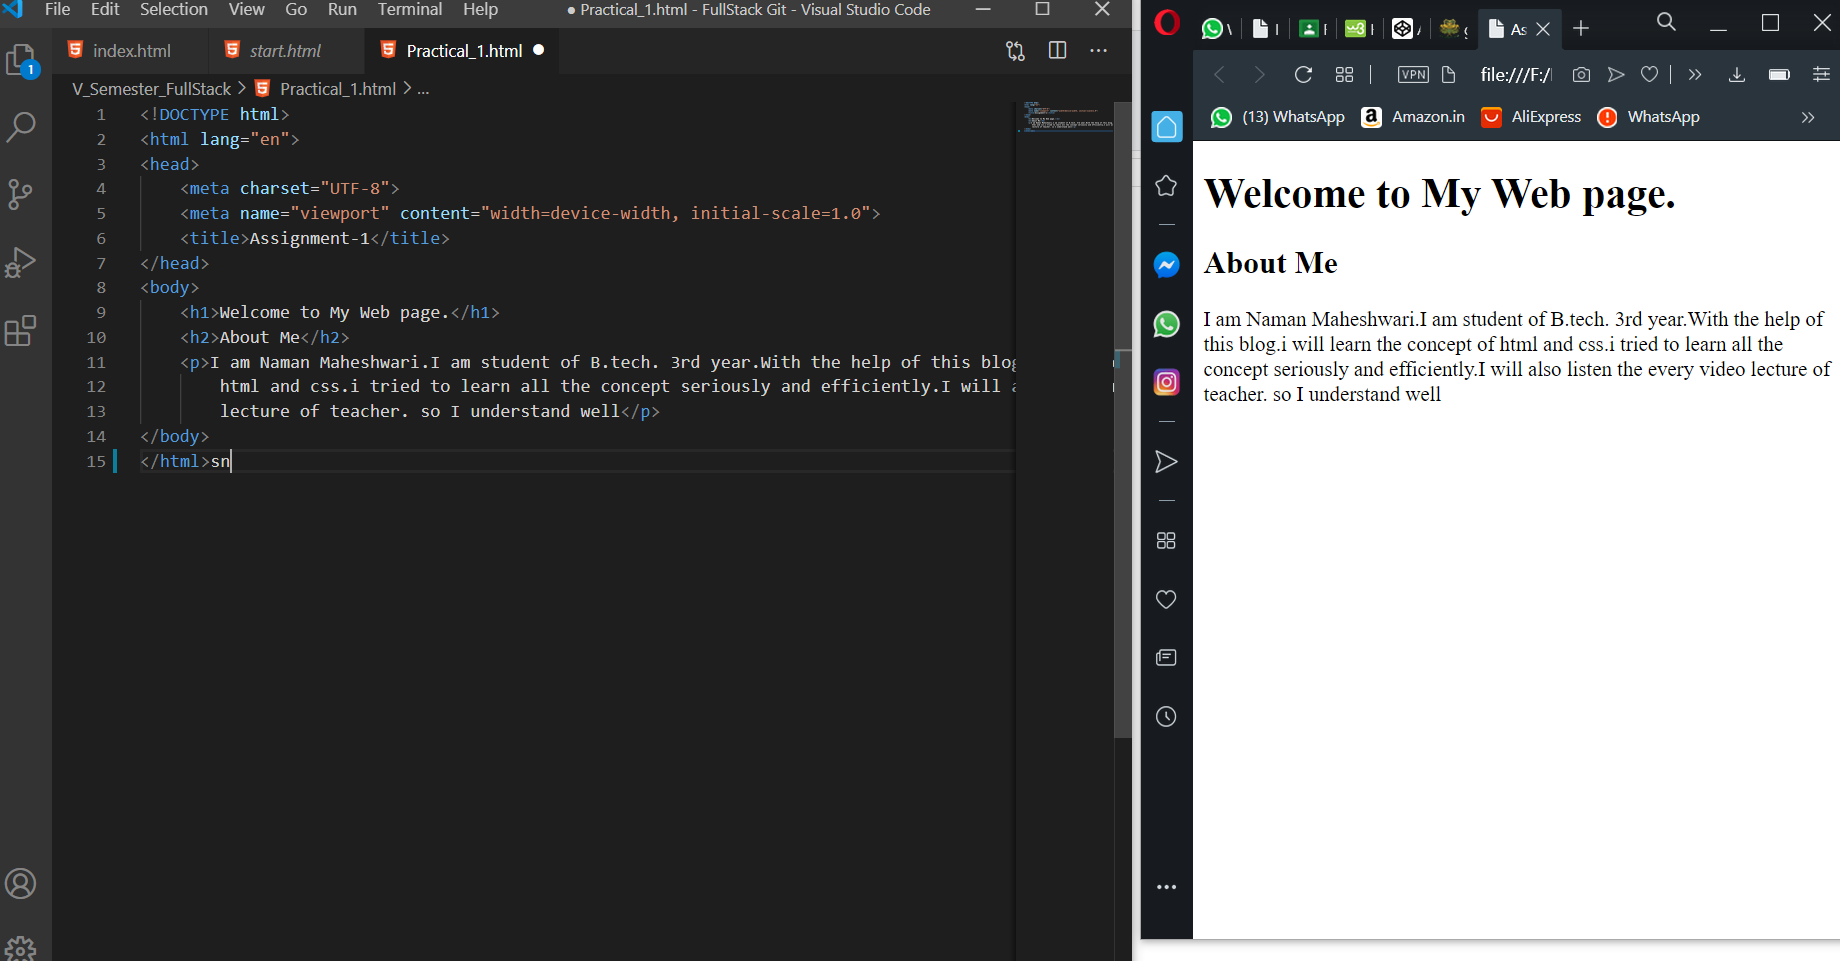 File Edit Selection View Go Run Terminal Help ● Practical_1.html - FullStack Git - Visual Studio Code
index.html start.html Practical_1.html
1
V_Semester_FullStack > Practical_1.html > ...
1 <!DOCTYPE html>
2 <html lang="en">
3 <head>
4 <meta charset="UTF-8">
5 <meta name="viewport" content="width=device-width, initial-scale=1.0">
6 <title>Assignment-1</title>
7 </head>
8 <body>
9 <h1>Welcome to My Web page.</h1>
10 <h2>About Me</h2>
11 <p>I am Naman Maheshwari.I am student of B.tech. 3rd year.With the help of this blog
12 html and css.i tried to learn all the concept seriously and efficiently.I will a
13 lecture of teacher. so I understand well</p>
14 </body>
15 </html>sn
As
VPN file:///F:/
(13) WhatsApp Amazon.in AliExpress WhatsApp
Welcome to My Web page.
About Me
I am Naman Maheshwari.I am student of B.tech. 3rd year.With the help of
this blog.i will learn the concept of html and css.i tried to learn all the
concept seriously and efficiently.I will also listen the every video lecture of
teacher. so I understand well